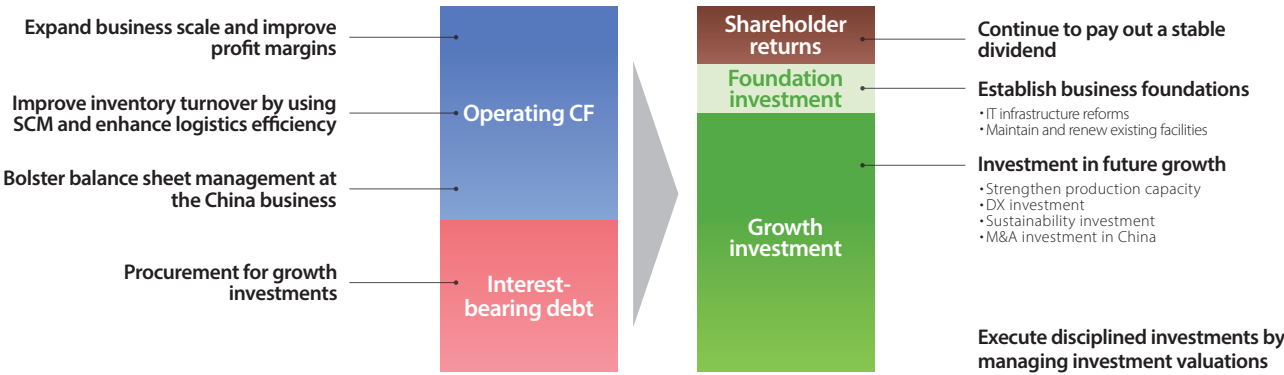 Expand business scale and improve
profit margins
Improve inventory turnover by using
SCM and enhance logistics efficiency
Bolster balance sheet management at
the China business
Procurement for growth
investments
Operating CF
Interest-
bearing debt
Shareholder
returns
Foundation
investment
Growth
investment
Continue to pay out a stable
dividend
Establish business foundations
・IT infrastructure reforms
・Maintain and renew existing facilities
Investment in future growth
・Strengthen production capacity
・DX investment
・Sustainability investment
・M&A investment in China
Execute disciplined investments by
managing investment valuations